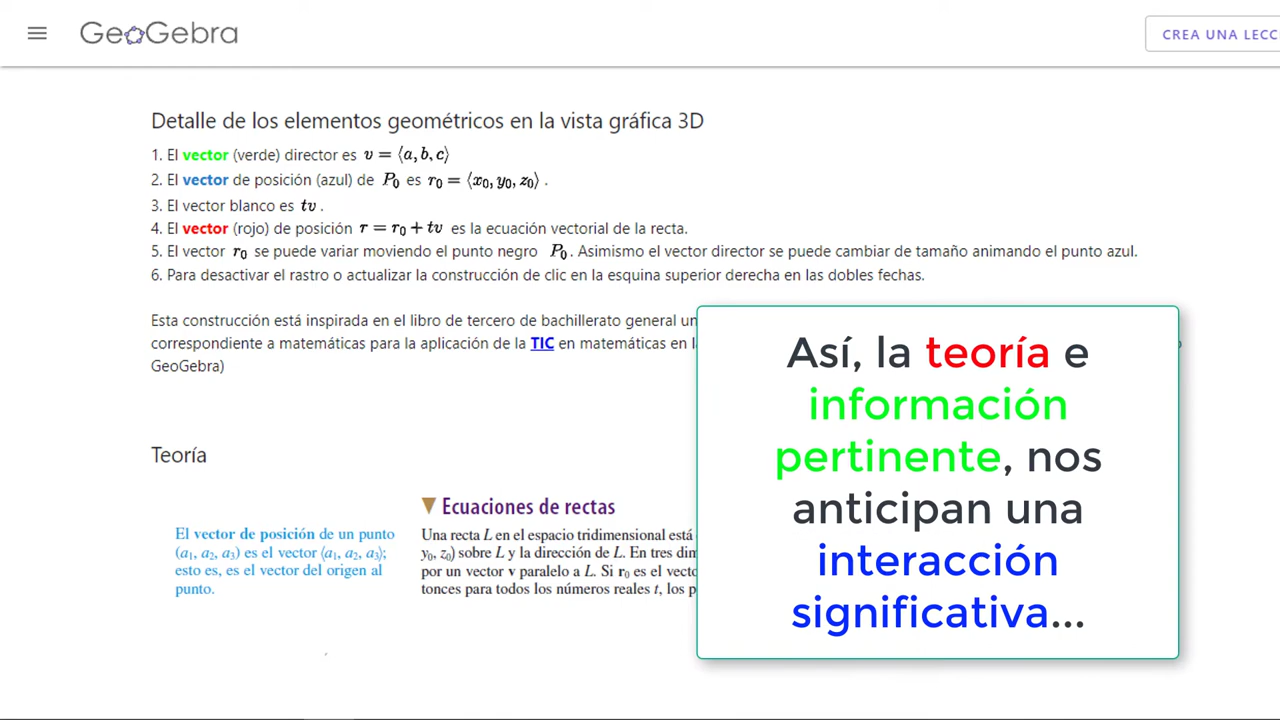 GeoGebra
CREA UNA LECC
Detalle de los elementos geométricos en la vista gráfica 3D
1. El vector (verde) director es v = ⟨a, b, c⟩
2. El vector de posición (azul) de P₀ es r₀ = ⟨x₀, y₀, z₀⟩ .
3. El vector blanco es tv .
4. El vector (rojo) de posición r = r₀ + tv es la ecuación vectorial de la recta.
5. El vector r₀ se puede variar moviendo el punto negro P₀. Asimismo el vector director se puede cambiar de tamaño animando el punto azul.
6. Para desactivar el rastro o actualizar la construcción de clic en la esquina superior derecha en las dobles fechas.
Esta construcción está inspirada en el libro de tercero de bachillerato general un
correspondiente a matemáticas para la aplicación de la TIC en matemáticas en l
GeoGebra)
Teoría
El vector de posición de un punto
(a₁, a₂, a₃) es el vector ⟨a₁, a₂, a₃⟩;
esto es, es el vector del origen al
punto.
Ecuaciones de rectas
Una recta L en el espacio tridimensional está
y₀, z₀) sobre L y la dirección de L. En tres dim
por un vector v paralelo a L. Si r₀ es el vecto
tonces para todos los números reales t, los p
Así, la teoría e
información
pertinente, nos
anticipan una
interacción
significativa...